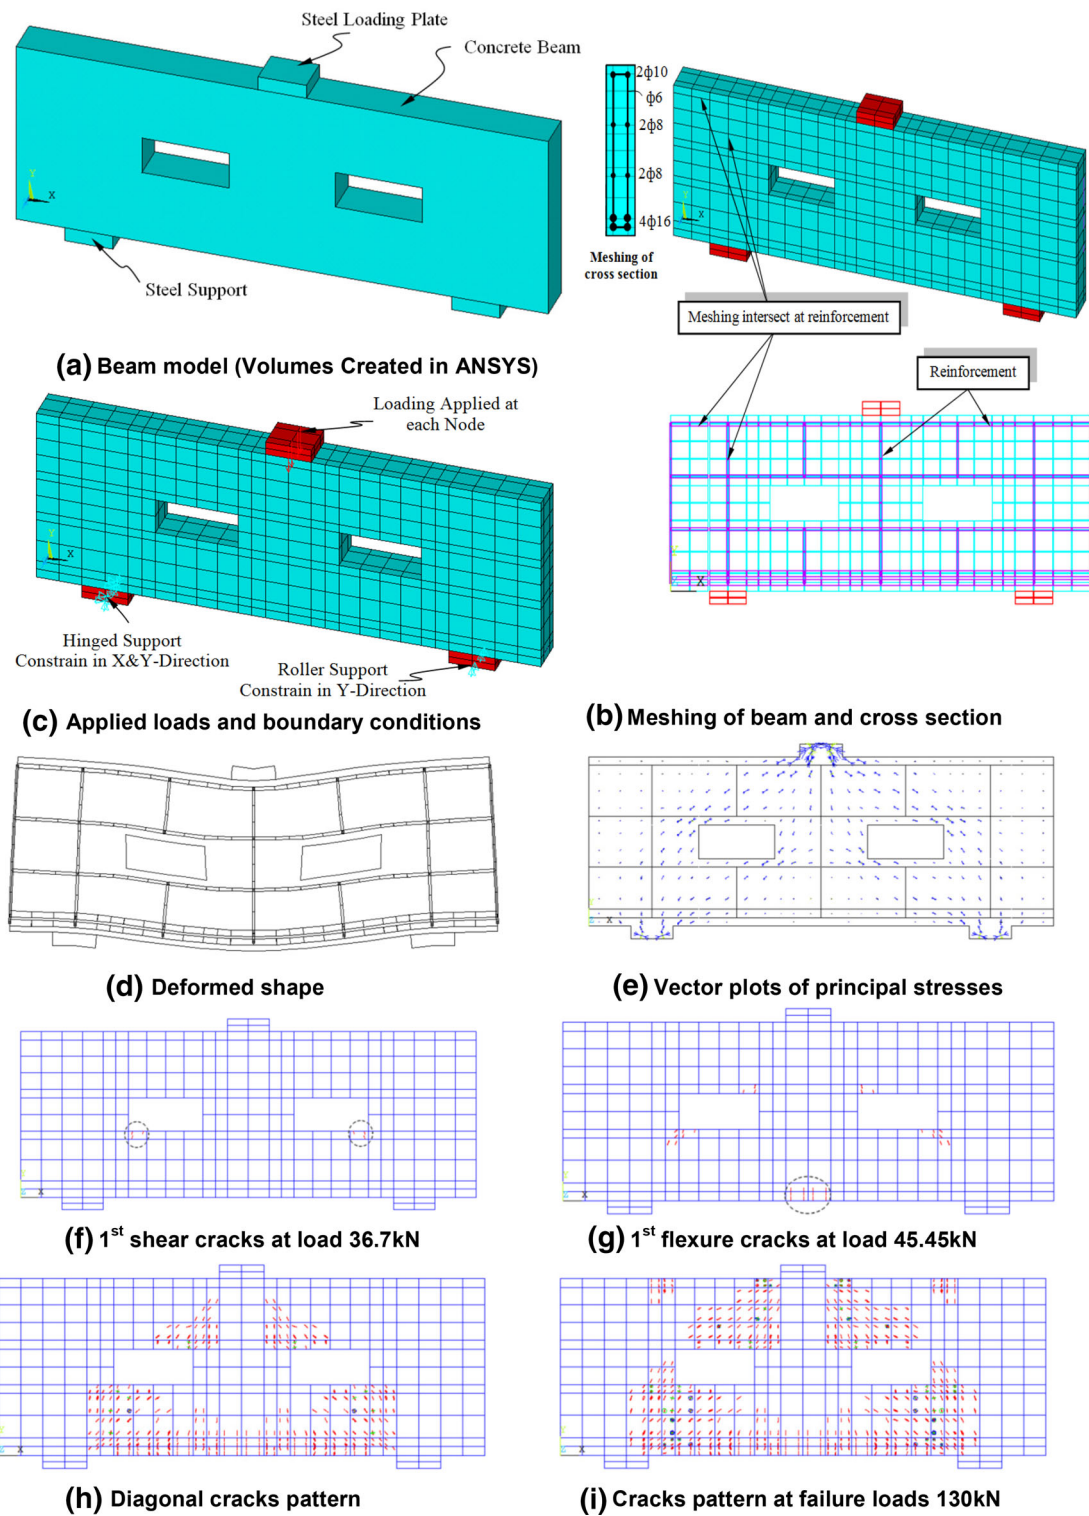 Steel Loading Plate
Concrete Beam
Y
X
Steel Support
(a) Beam model (Volumes Created in ANSYS)
2ϕ10
ϕ6
2ϕ8
2ϕ8
4ϕ16
Meshing of
cross section
Y
X
Meshing intersect at reinforcement
Reinforcement
Y
X
(b) Meshing of beam and cross section
Loading Applied at
each Node
Y
X
Hinged Support
Constrain in X&Y-Direction
Roller Support
Constrain in Y-Direction
(c) Applied loads and boundary conditions
(d) Deformed shape
X
(e) Vector plots of principal stresses
Y
X
(f) 1st shear cracks at load 36.7kN
Y
X
(g) 1st flexure cracks at load 45.45kN
Y
X
(h) Diagonal cracks pattern
Y
X
(i) Cracks pattern at failure loads 130kN